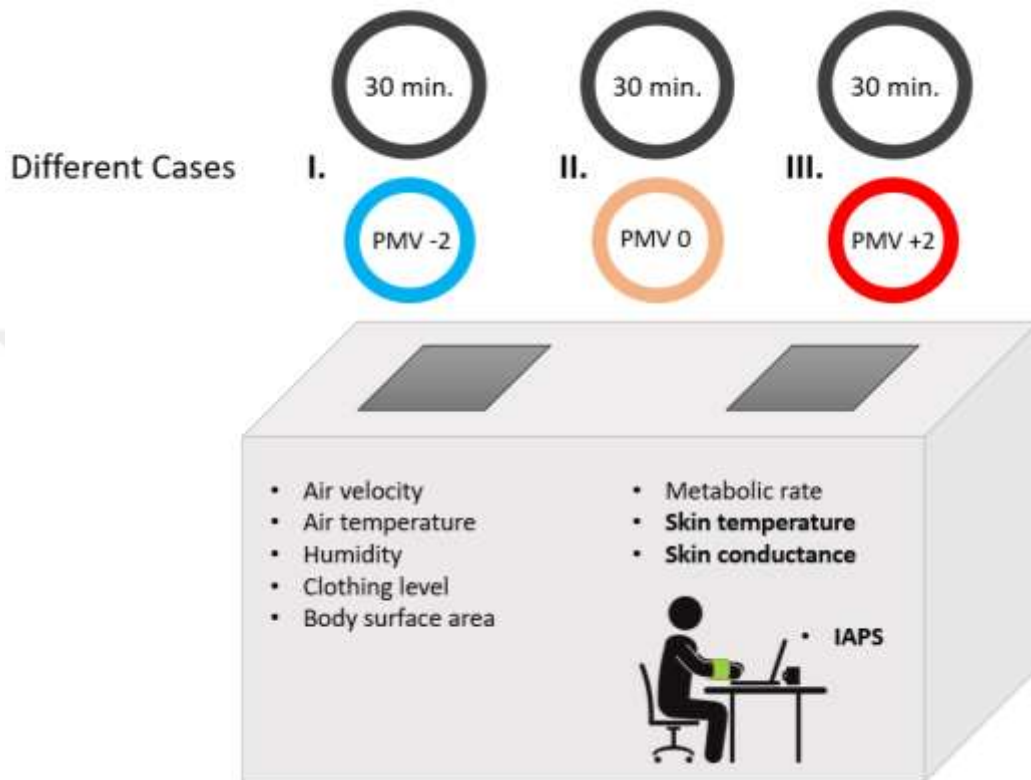 30 min. 30 min. 30 min.
Different Cases I. II. III.
PMV -2 PMV 0 PMV +2
• Air velocity
• Air temperature
• Humidity
• Clothing level
• Body surface area
• Metabolic rate
• Skin temperature
• Skin conductance
• IAPS